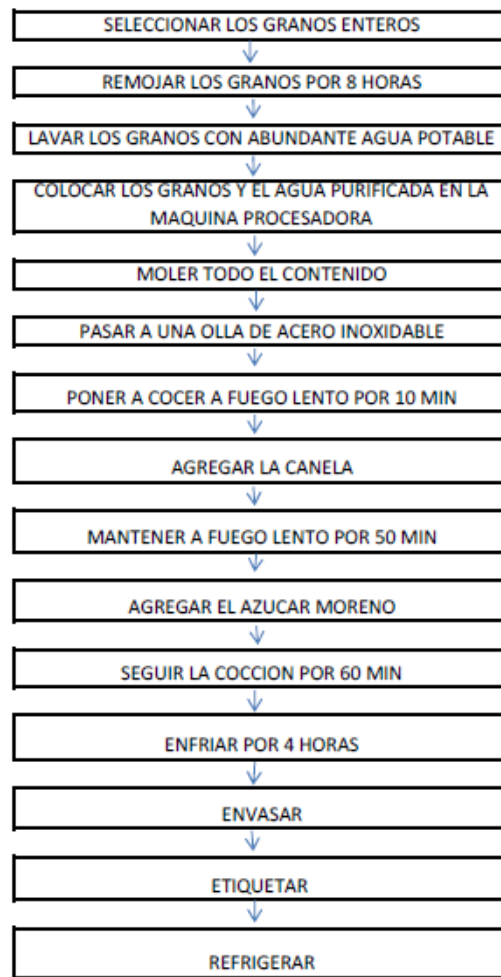 SELECCIONAR LOS GRANOS ENTEROS
REMOJAR LOS GRANOS POR 8 HORAS
LAVAR LOS GRANOS CON ABUNDANTE AGUA POTABLE
COLOCAR LOS GRANOS Y EL AGUA PURIFICADA EN LA
MAQUINA PROCESADORA
MOLER TODO EL CONTENIDO
PASAR A UNA OLLA DE ACERO INOXIDABLE
PONER A COCER A FUEGO LENTO POR 10 MIN
AGREGAR LA CANELA
MANTENER A FUEGO LENTO POR 50 MIN
AGREGAR EL AZUCAR MORENO
SEGUIR LA COCCION POR 60 MIN
ENFRIAR POR 4 HORAS
ENVASAR
ETIQUETAR
REFRIGERAR